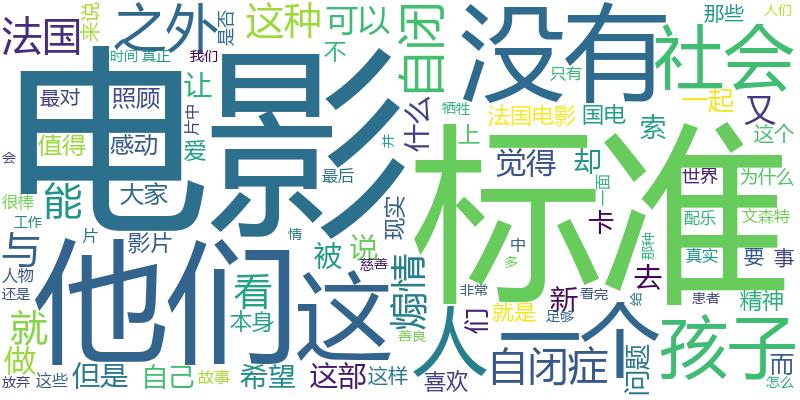 法国
来说
之外
是否
这种
可以
自闭
没有
那些
人们
社会
时间
真正
我们
不
电影
最对
照顾
让
片中
什么
只有
一起
又
值得
感动
爱
牺牲
法国电影
国电
索
这个
上
标准
会
能
大家
井
最后
觉得
却
一面
世界
为什么
很棒
工作
与
片
影片
情
现实
卡
配乐
文森特
中
多
那种
真实
要
事
人物
还是
他们
这
被
说
慈善
煽情
看
本身
非常
新
看完
给
去
患者
精神
就
们
就是
足够
人
善良
一个
孩子
做
放弃
这些
但是
自己
故事
希望
这部
这样
喜欢
自闭症
问题
而
怎么